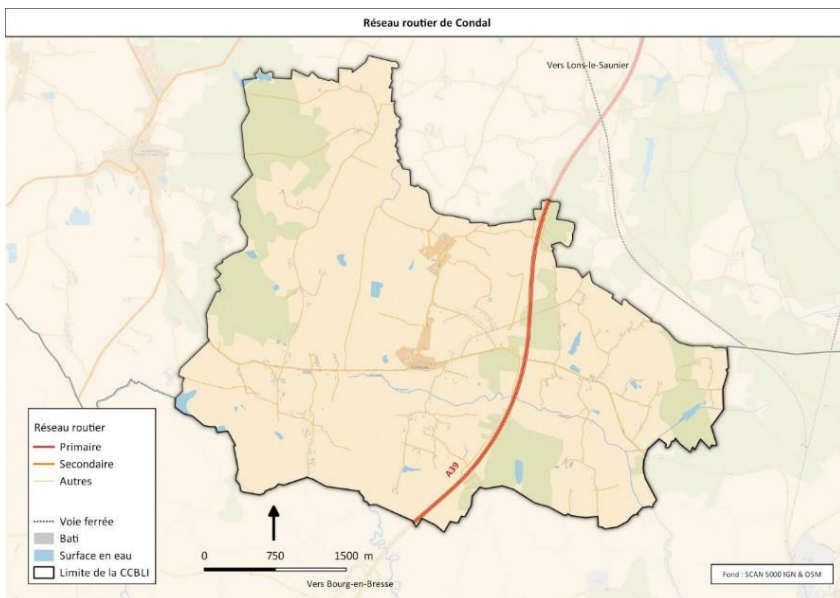 Réseau routier de Condal
Vers Lons-le-Saunier
A39
Réseau routier
Primaire
Secondaire
Autres
Voie ferrée
Bati
Surface en eau
Limite de la CCBLI
0 750 1500 m
Vers Bourg-en-Bresse
Fond : SCAN 5000 IGN & OSM